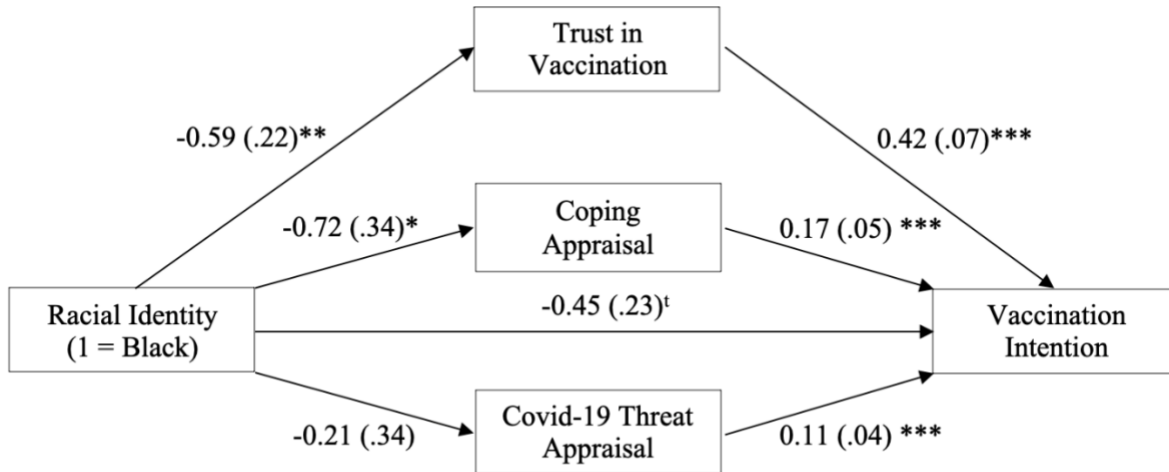 Trust in
Vaccination
-0.59 (.22)**
0.42 (.07)***
Coping
Appraisal
-0.72 (.34)*
0.17 (.05) ***
-0.45 (.23)ᵗ
Racial Identity
(1 = Black)
Vaccination
Intention
Covid-19 Threat
Appraisal
-0.21 (.34)
0.11 (.04) ***